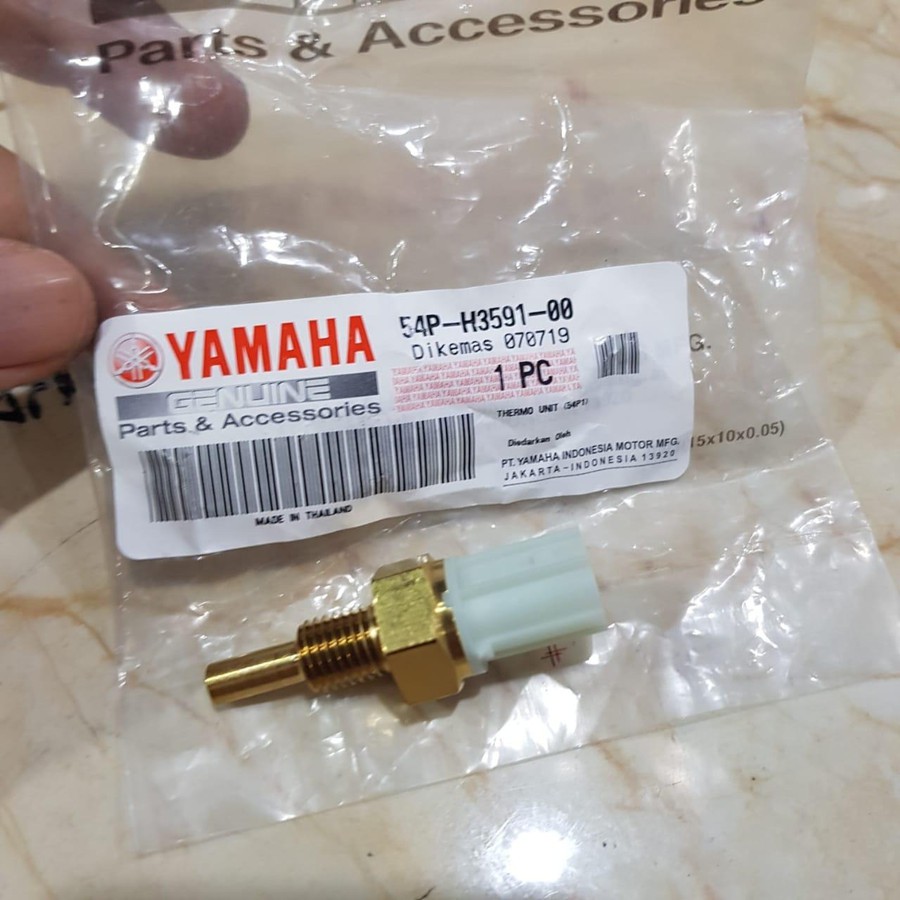 Parts & Accessories
YAMAHA
GENUINE
Parts & Accessories
MADE IN THAILAND
54P-H3591-00
Dikemas 070719
1 PC
THERMO UNIT (54P1)
Diedarkan Oleh
PT. YAMAHA INDONESIA MOTOR MFG.
JAKARTA-INDONESIA 13920
G.
15x10x0.05)
#